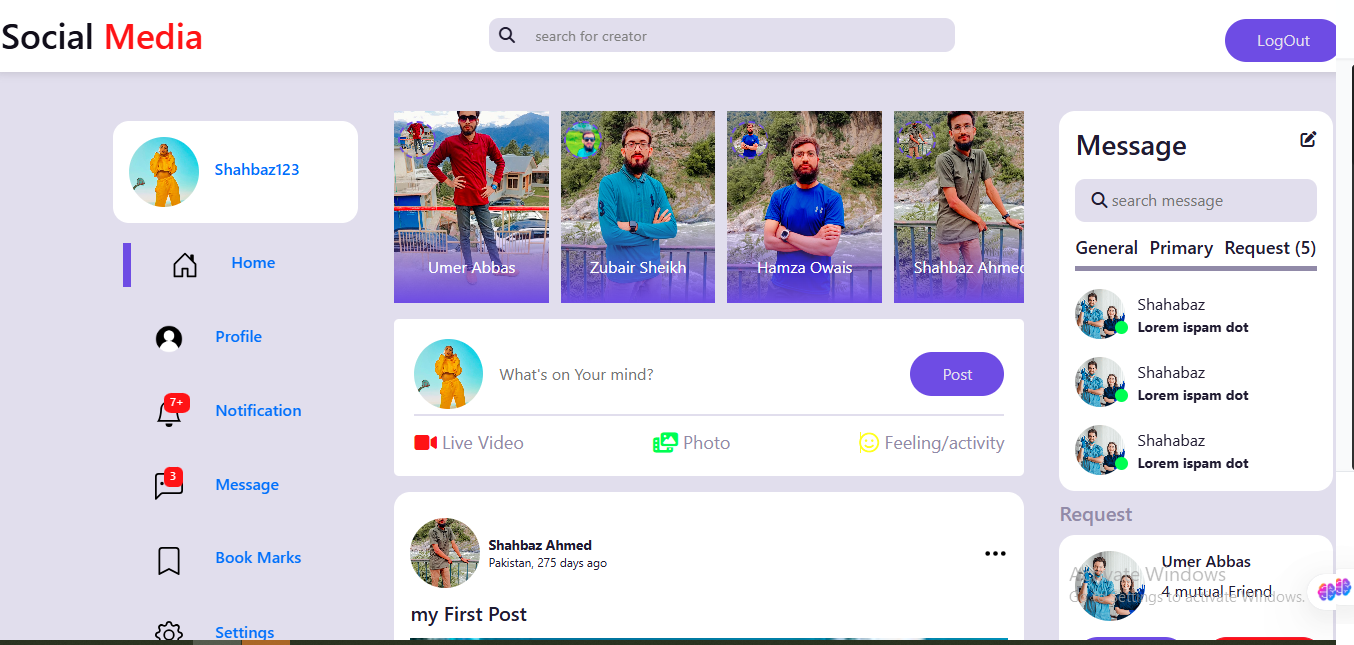 Social Media
search for creator
LogOut
Shahbaz123
Home
Profile
7+
Notification
3
Message
Book Marks
Settings
Umer Abbas
Zubair Sheikh
Hamza Owais
Shahbaz Ahmed
What's on Your mind?
Post
Live Video
Photo
Feeling/activity
Shahbaz Ahmed
Pakistan, 275 days ago
my First Post
Message
search message
General Primary Request (5)
Shahabaz
Lorem ispam dot
Shahabaz
Lorem ispam dot
Shahabaz
Lorem ispam dot
Request
Umer Abbas
4 mutual Friend
Activate Windows
Go to Settings to activate Windows.